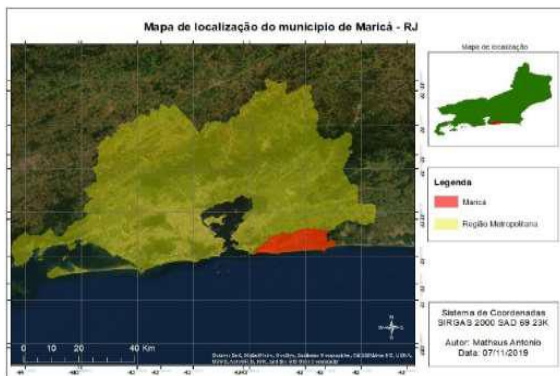 Mapa de localização do município de Maricá - RJ
Mapa de localização
Legenda
Maricá
Região Metropolitana
N
0 10 20 40 Km
Sistema de Coordenadas
SIRGAS 2000 SAD 69 23K
Autor: Matheus Antonio
Data: 07/11/2019